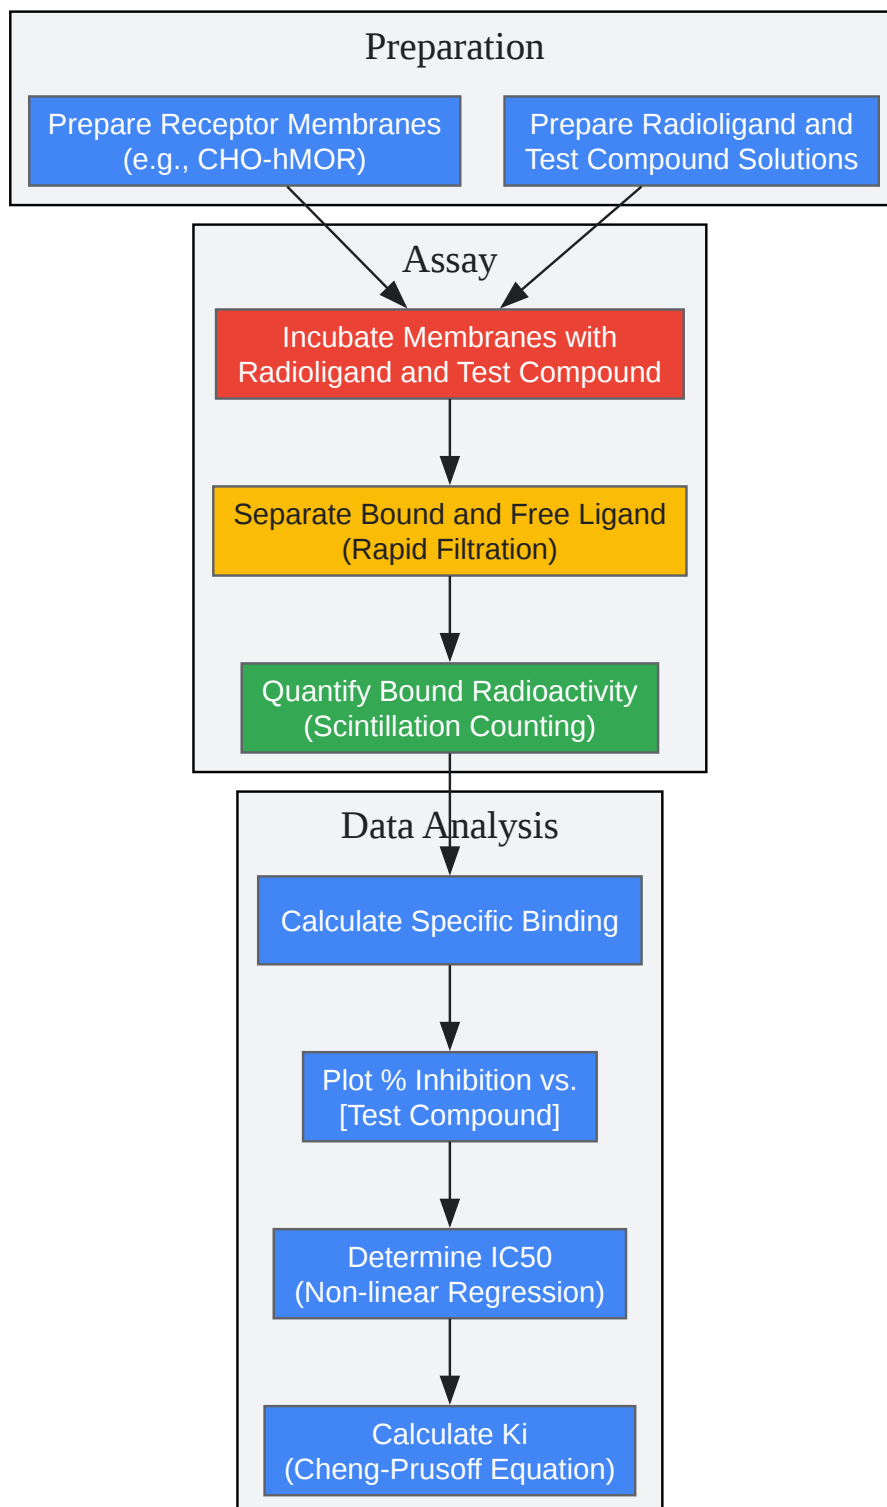 Preparation
Prepare Receptor Membranes
(e.g., CHO-hMOR)
Prepare Radioligand and
Test Compound Solutions
Assay
Incubate Membranes with
Radioligand and Test Compound
Separate Bound and Free Ligand
(Rapid Filtration)
Quantify Bound Radioactivity
(Scintillation Counting)
Data Analysis
Calculate Specific Binding
Plot % Inhibition vs.
[Test Compound]
Determine IC50
(Non-linear Regression)
Calculate Ki
(Cheng-Prusoff Equation)